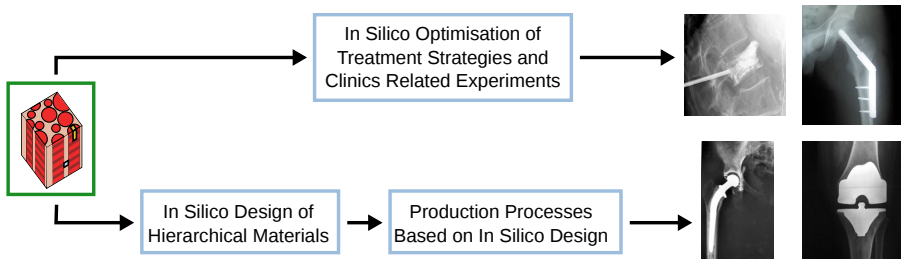 In Silico Optimisation of
Treatment Strategies and
Clinics Related Experiments
In Silico Design of
Hierarchical Materials
Production Processes
Based on In Silico Design